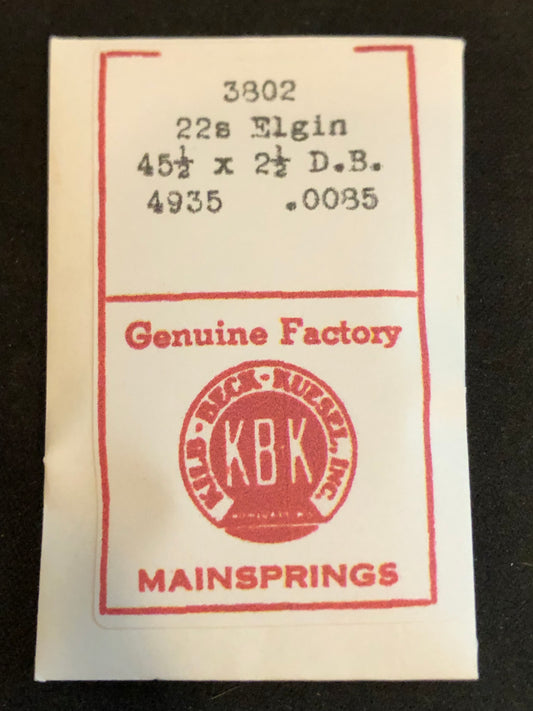 3802
22s Elgin
45½ x 2½ D.B.
4935 .0085
Genuine Factory
KILB·BECK·KUESEL, INC.
KBK
MAINSPRINGS